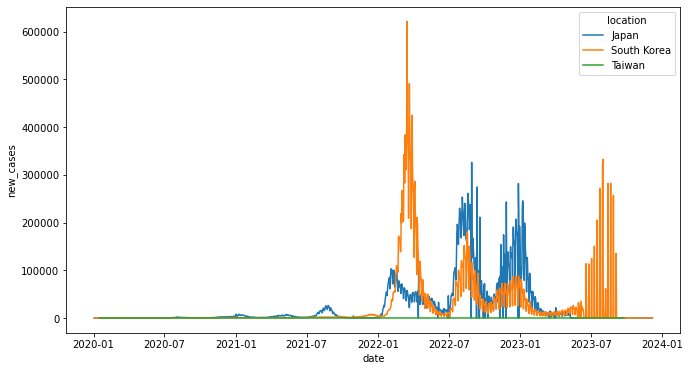 location
Japan
South Korea
Taiwan
600000
500000
400000
300000
200000
100000
0
new_cases
2020-01
2020-07
2021-01
2021-07
2022-01
2022-07
2023-01
2023-07
2024-01
date